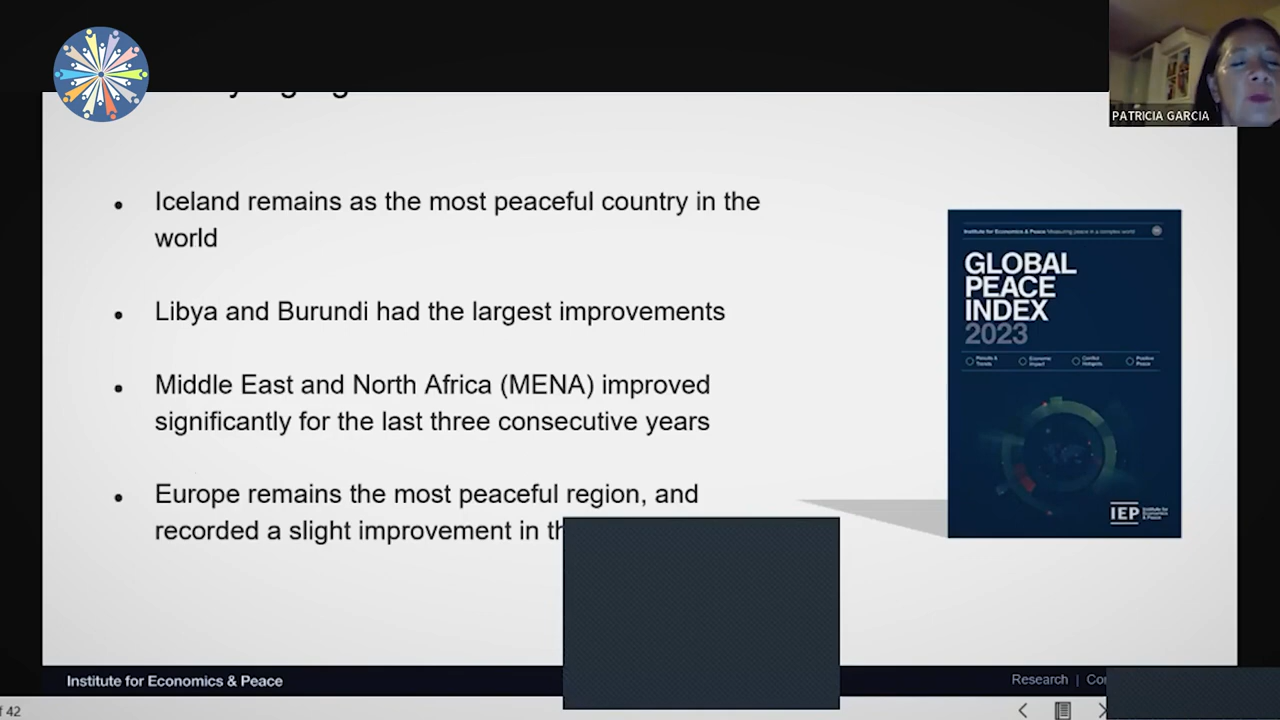 PATRICIA GARCIA
Iceland remains as the most peaceful country in the
world
Libya and Burundi had the largest improvements
Middle East and North Africa (MENA) improved
significantly for the last three consecutive years
Europe remains the most peaceful region, and
recorded a slight improvement in
Institute for Economics & Peace Measuring peace in a complex world
GLOBAL
PEACE
INDEX
2023
Results & Trends
Economic Impact
Conflict Hotspots
Positive Peace
IEP Institute for Economics & Peace
Institute for Economics & Peace
Research |
42